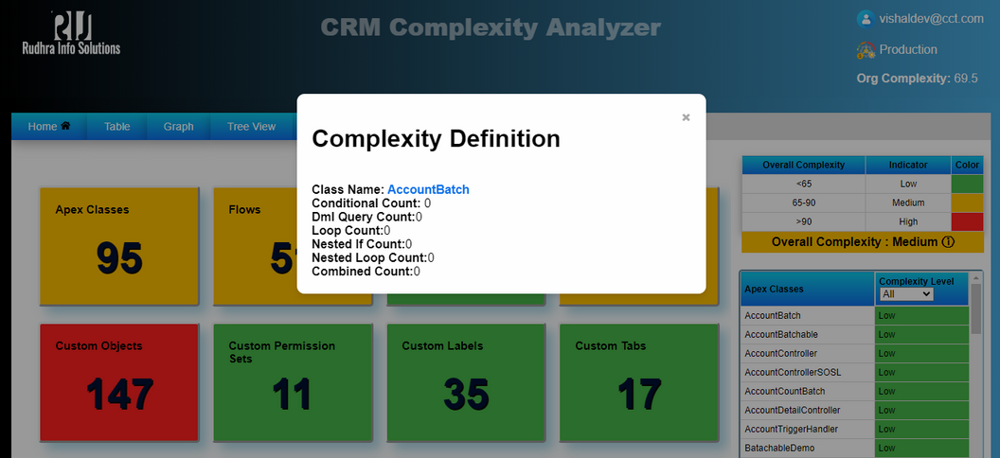 Rudhra Info Solutions
CRM Complexity Analyzer
vishaldev@cct.com
Production
Org Complexity: 69.5
Home
Table
Graph
Tree View
×
Complexity Definition
Class Name: AccountBatch
Conditional Count: 0
Dml Query Count:0
Loop Count:0
Nested If Count:0
Nested Loop Count:0
Combined Count:0
Apex Classes
95
Flows
Custom Objects
147
Custom Permission
Sets
11
Custom Labels
35
Custom Tabs
17
Overall Complexity Indicator Color
<65 Low
65-90 Medium
>90 High
Overall Complexity : Medium ⓘ
Apex Classes
Complexity Level
All
AccountBatch Low
AccountBatchable Low
AccountController Low
AccountControllerSOSL Low
AccountCountBatch Low
AccountDetailController Low
AccountTriggerHandler Low
BatachableDemo Low